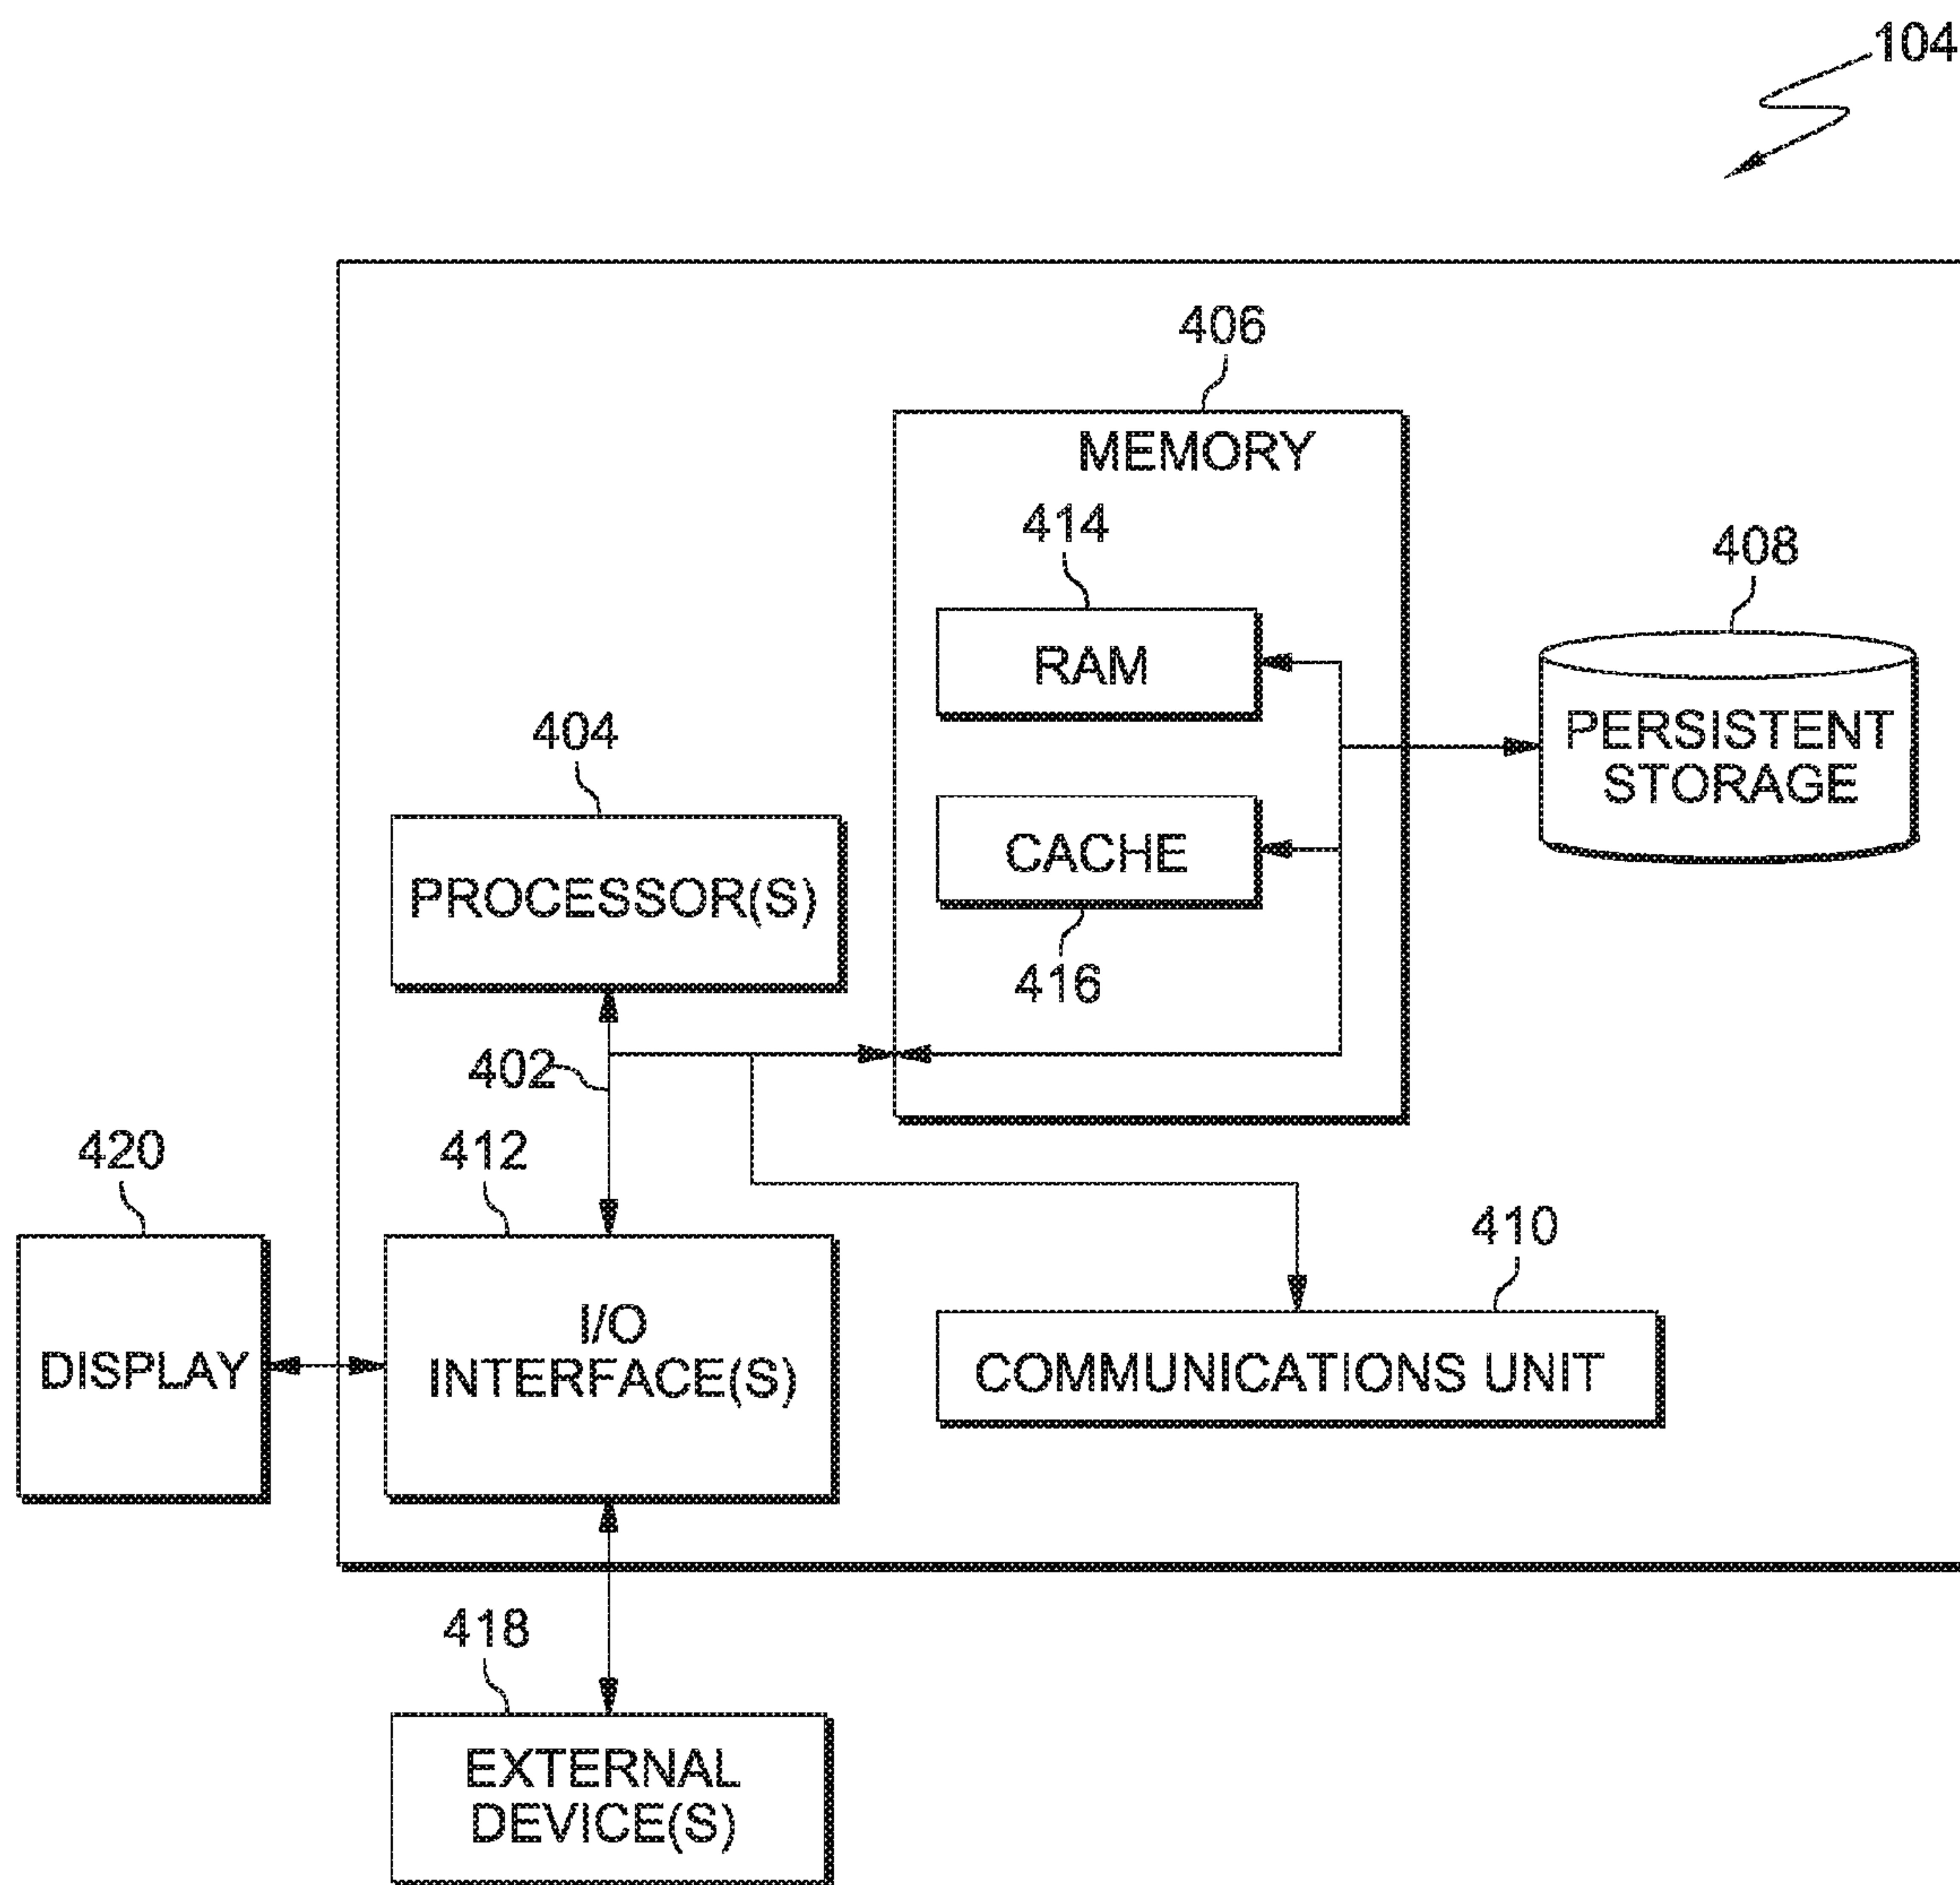 104
406
MEMORY
414
RAM
408
PERSISTENT
STORAGE
404
PROCESSOR(S)
CACHE
416
402
420
412
DISPLAY
I/O
INTERFACE(S)
410
COMMUNICATIONS UNIT
418
EXTERNAL
DEVICE(S)